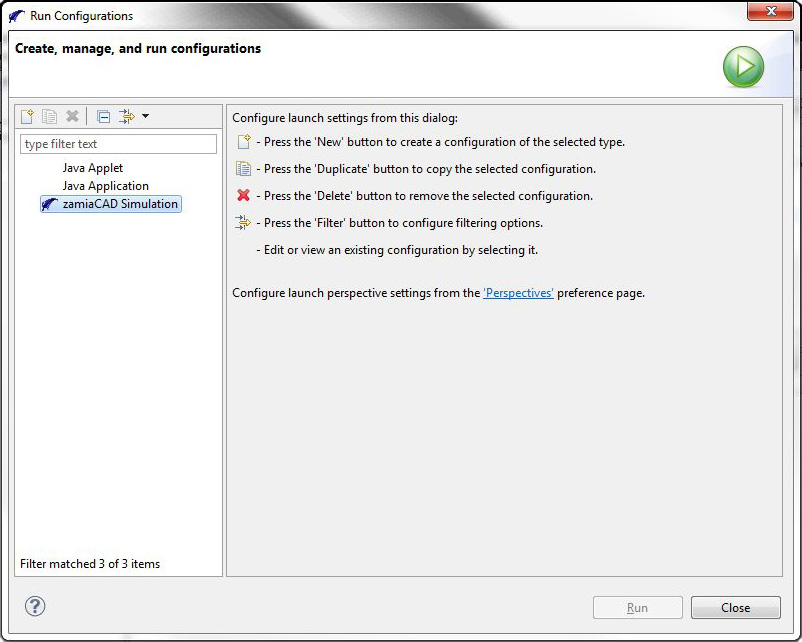 Run Configurations
Create, manage, and run configurations
type filter text
Java Applet
Java Application
zamiaCAD Simulation
Filter matched 3 of 3 items
Configure launch settings from this dialog:
- Press the 'New' button to create a configuration of the selected type.
- Press the 'Duplicate' button to copy the selected configuration.
- Press the 'Delete' button to remove the selected configuration.
- Press the 'Filter' button to configure filtering options.
- Edit or view an existing configuration by selecting it.
Configure launch perspective settings from the 'Perspectives' preference page.
?
Run
Close